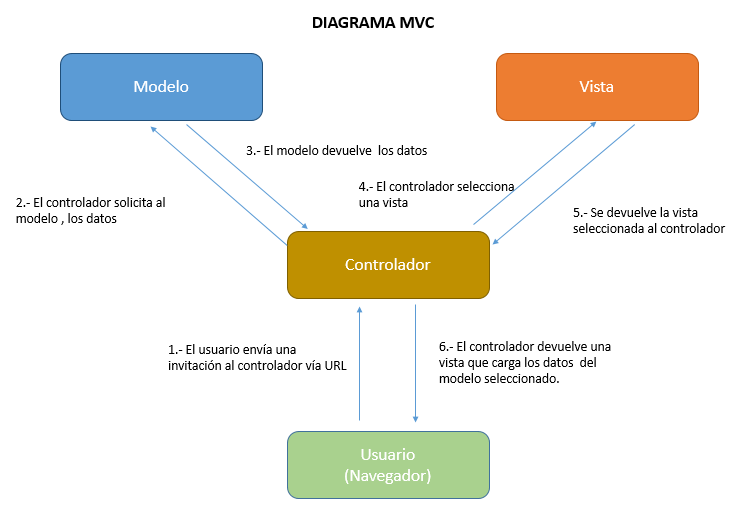 DIAGRAMA MVC
Modelo
Vista
3.- El modelo devuelve  los datos
4.- El controlador selecciona
una vista
2.- El controlador solicita al
modelo , los datos
5.- Se devuelve la vista
seleccionada al controlador
Controlador
1.- El usuario envía una
invitación al controlador vía URL
6.- El controlador devuelve una
vista que carga los datos  del
modelo seleccionado.
Usuario
(Navegador)